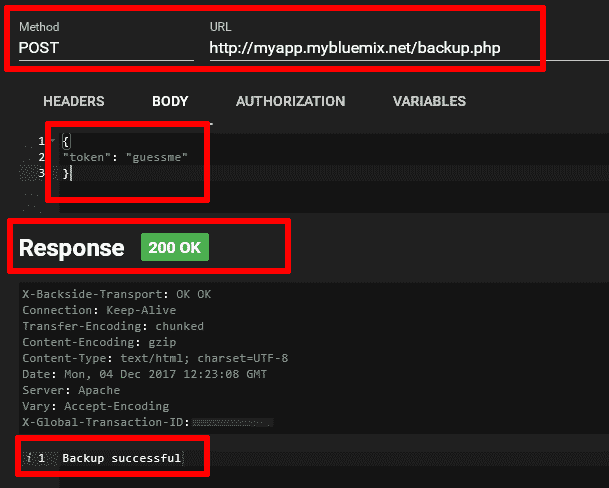 Method URL
POST http://myapp.mybluemix.net/backup.php
HEADERS BODY AUTHORIZATION VARIABLES
1 {
2 "token": "guessme"
3 }
Response 200 OK
X-Backside-Transport: OK OK
Connection: Keep-Alive
Transfer-Encoding: chunked
Content-Encoding: gzip
Content-Type: text/html; charset=UTF-8
Date: Mon, 04 Dec 2017 12:23:08 GMT
Server: Apache
Vary: Accept-Encoding
X-Global-Transaction-ID:
i 1 Backup successful